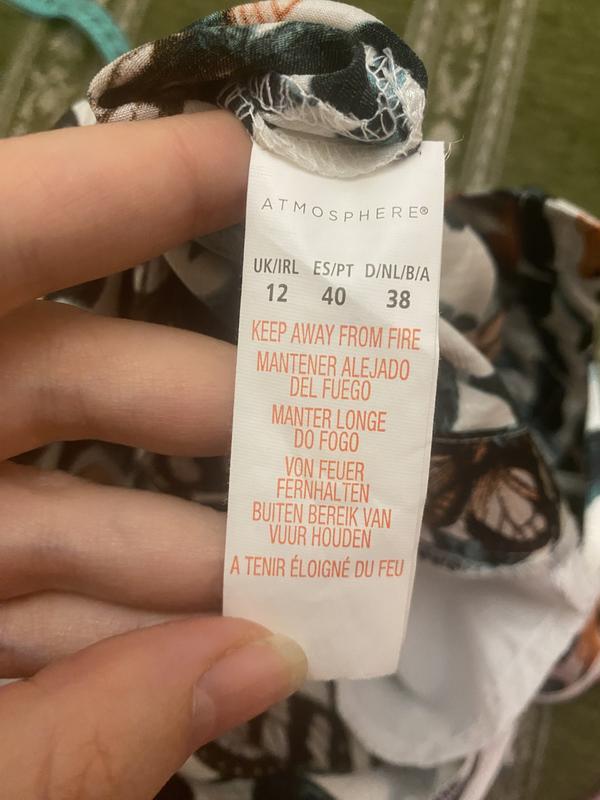 ATMOSPHERE®
UK/IRL ES/PT D/NL/B/A
12 40 38
KEEP AWAY FROM FIRE
MANTENER ALEJADO
DEL FUEGO
MANTER LONGE
DO FOGO
VON FEUER
FERNHALTEN
BUITEN BEREIK VAN
VUUR HOUDEN
A TENIR ÉLOIGNÉ DU FEU